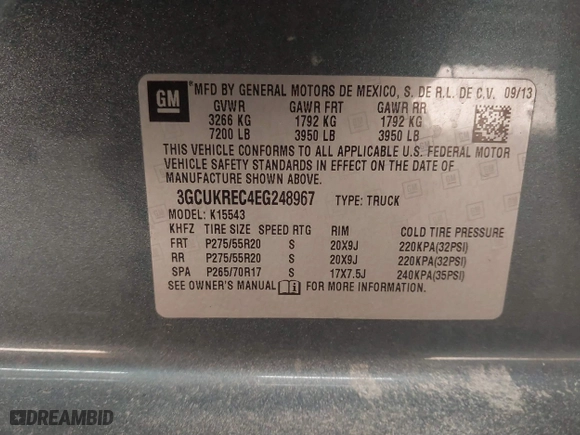 GM
*MFD BY GENERAL MOTORS DE MEXICO, S. DE R.L. DE C.V. 09/13
GVWR GAWR FRT GAWR RR
3266 KG 1792 KG 1792 KG
7200 LB 3950 LB 3950 LB
THIS VEHICLE CONFORMS TO ALL APPLICABLE U.S. FEDERAL MOTOR
VEHICLE SAFETY STANDARDS IN EFFECT ON THE DATE OF
MANUFACTURE SHOWN ABOVE.
3GCUKREC4EG248967 TYPE: TRUCK
MODEL: K15543
KHFZ TIRE SIZE SPEED RTG RIM COLD TIRE PRESSURE
FRT P275/55R20 S 20X9J 220KPA(32PSI)
RR P275/55R20 S 20X9J 220KPA(32PSI)
SPA P265/70R17 S 17X7.5J 240KPA(35PSI)
SEE OWNER'S MANUAL FOR MORE INFORMATION.
DREAMBID